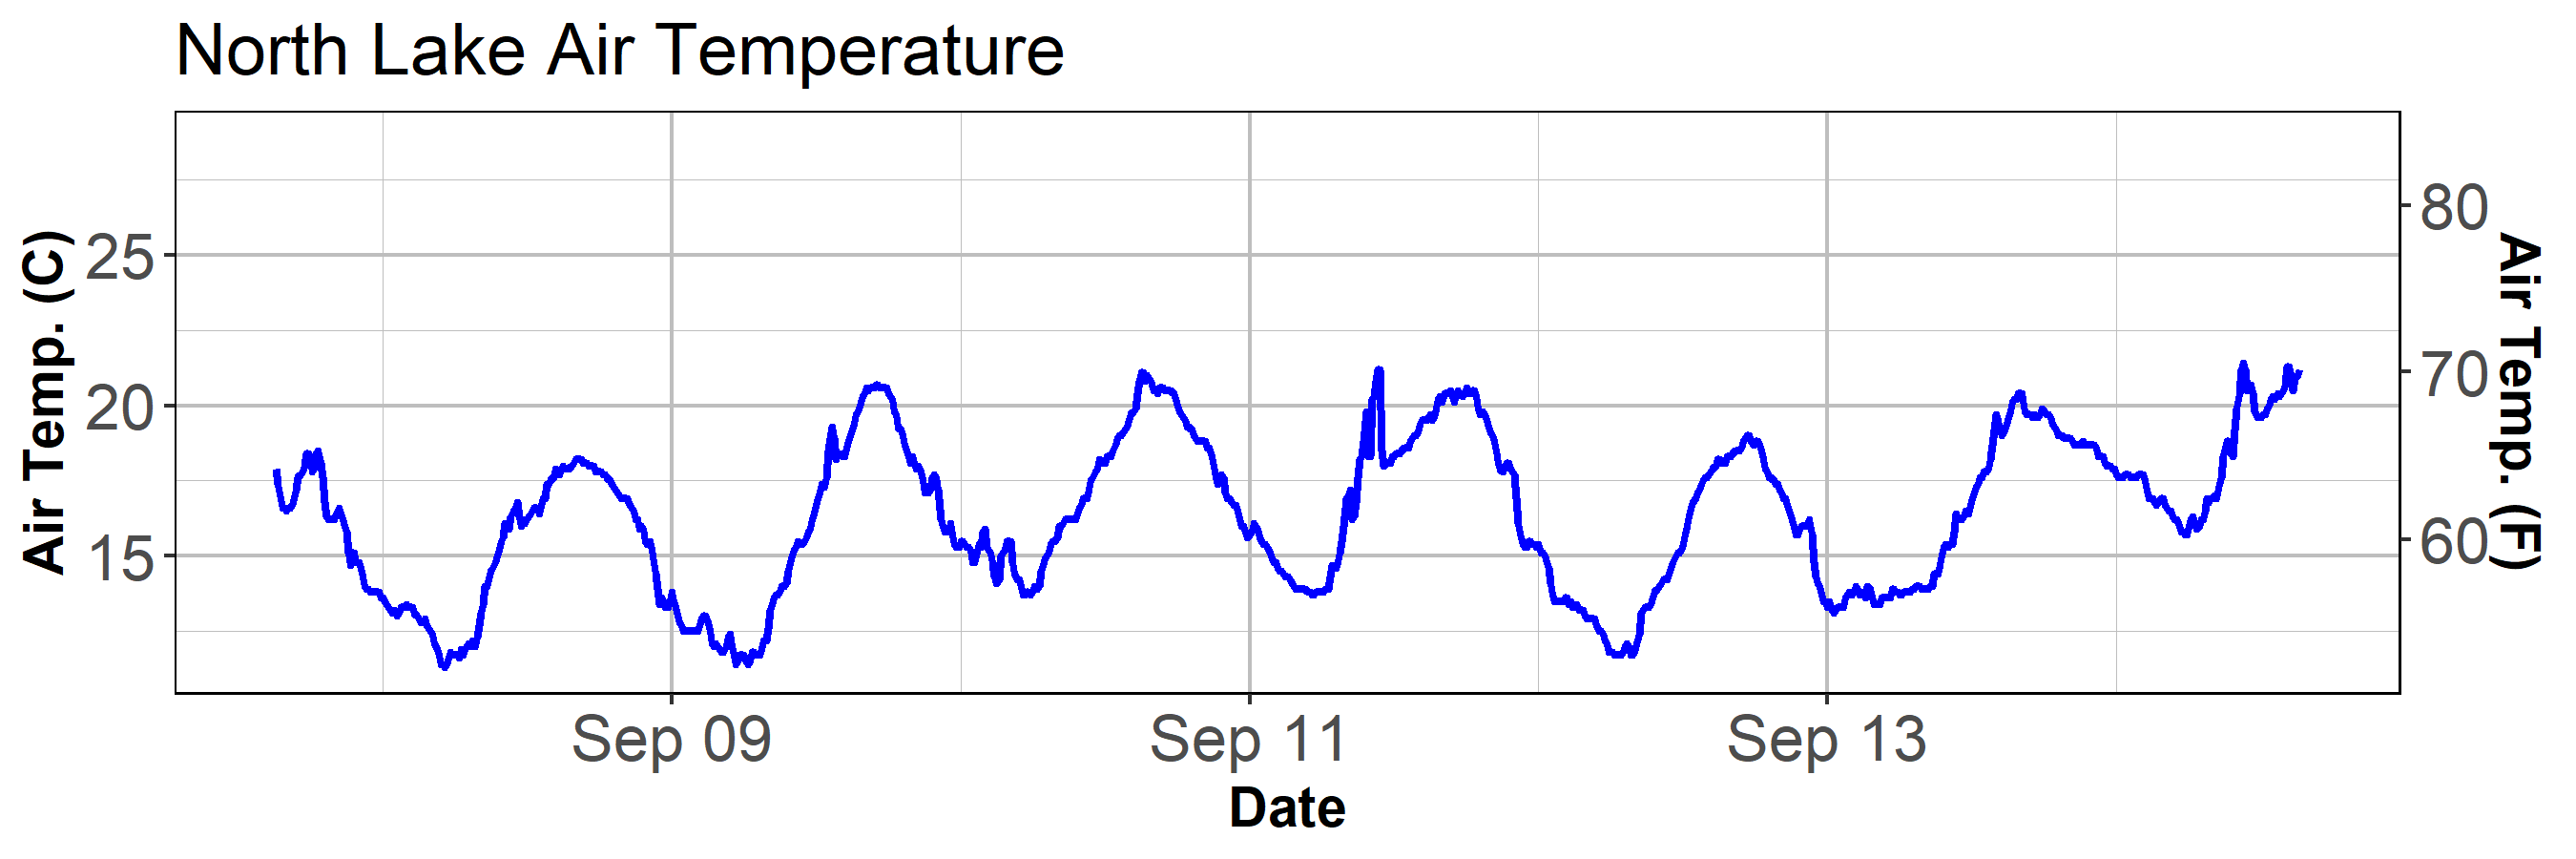 North Lake Air Temperature
Air Temp. (C)
25
20
15
80
70
60
Air Temp. (F)
Sep 09
Sep 11
Sep 13
Date